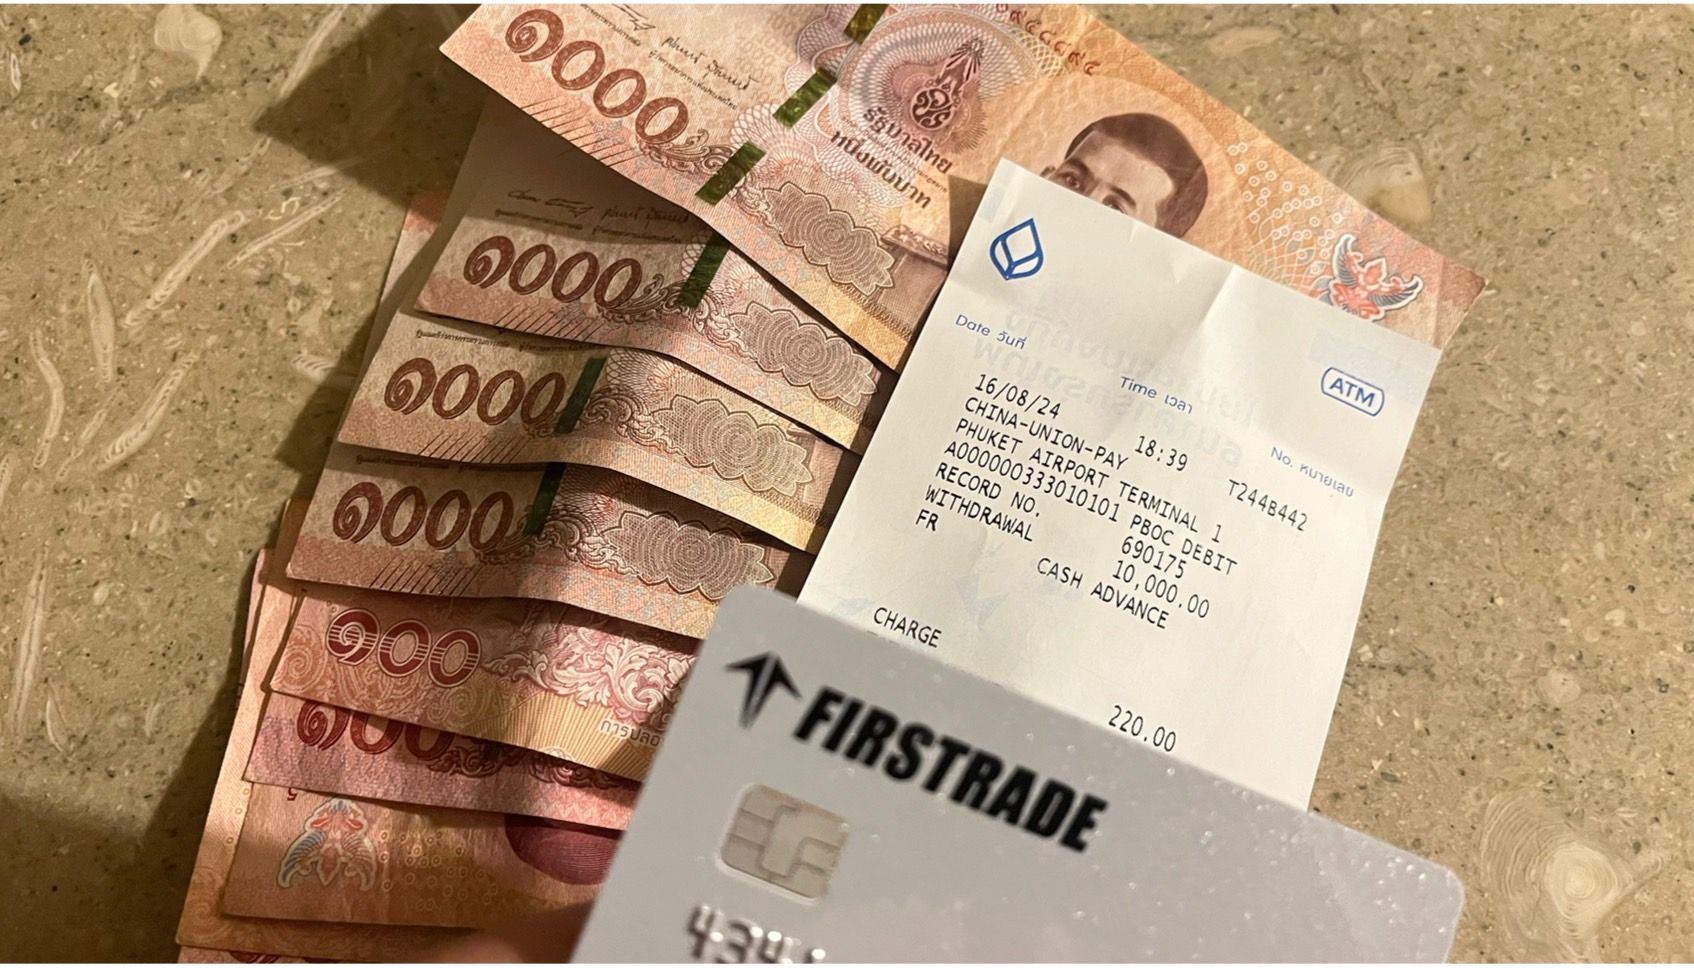 ๑๐๐๐
รัฐบาลไทย
หนึ่งพันบาท
๑๐๐๐
๑๐๐๐
๑๐๐๐
๑๐๐
๑๐๐
Date วันที่
Time เวลา
No. หมายเลข
ATM
16/08/24 18:39 T244B442
CHINA-UNION-PAY
PHUKET AIRPORT TERMINAL 1
A000000333010101 PBOC DEBIT
RECORD NO. 690175
WITHDRAWAL 10,000.00
FR CASH ADVANCE
CHARGE
220.00
FIRSTRADE
434